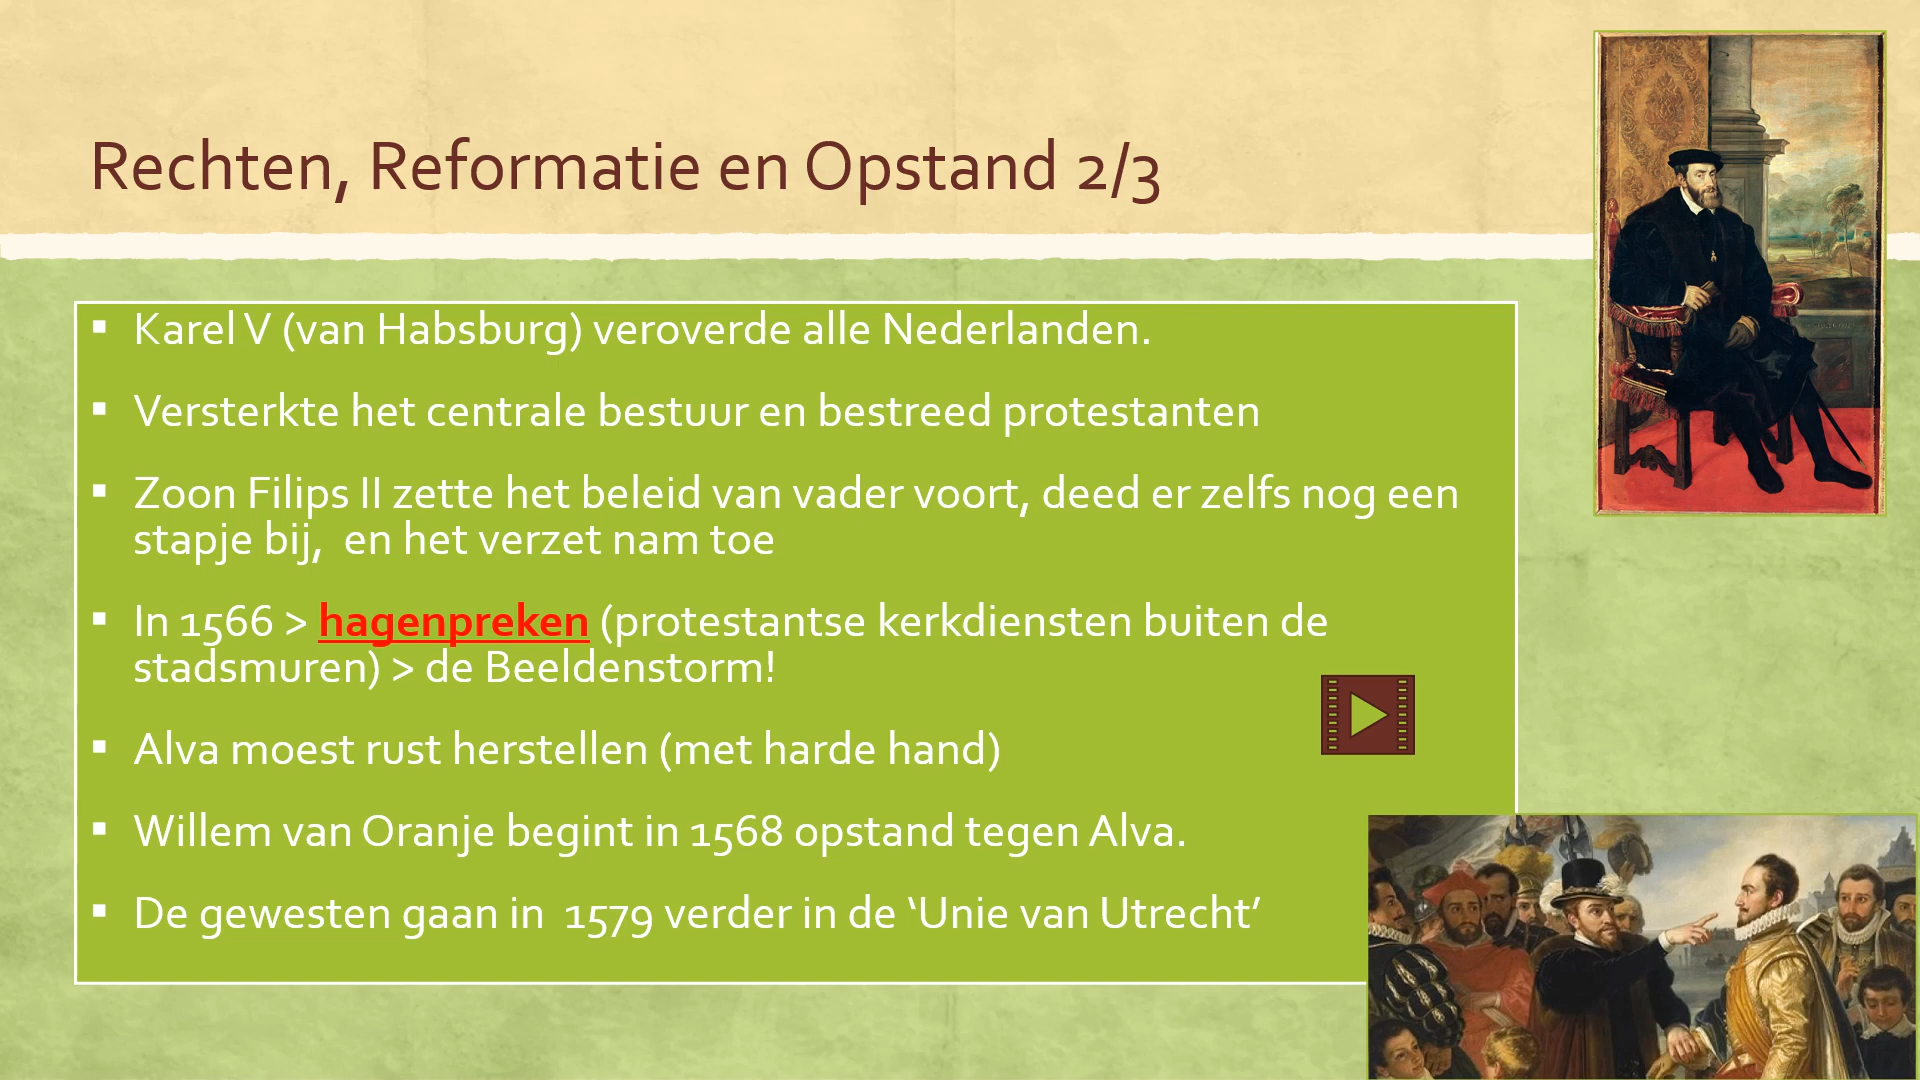 Rechten, Reformatie en Opstand 2/3
▪ Karel V (van Habsburg) veroverde alle Nederlanden.
▪ Versterkte het centrale bestuur en bestreed protestanten
▪ Zoon Filips II zette het beleid van vader voort, deed er zelfs nog een
stapje bij,  en het verzet nam toe
▪ In 1566 > hagenpreken (protestantse kerkdiensten buiten de
stadsmuren) > de Beeldenstorm!
▪ Alva moest rust herstellen (met harde hand)
▪ Willem van Oranje begint in 1568 opstand tegen Alva.
▪ De gewesten gaan in  1579 verder in de ‘Unie van Utrecht’